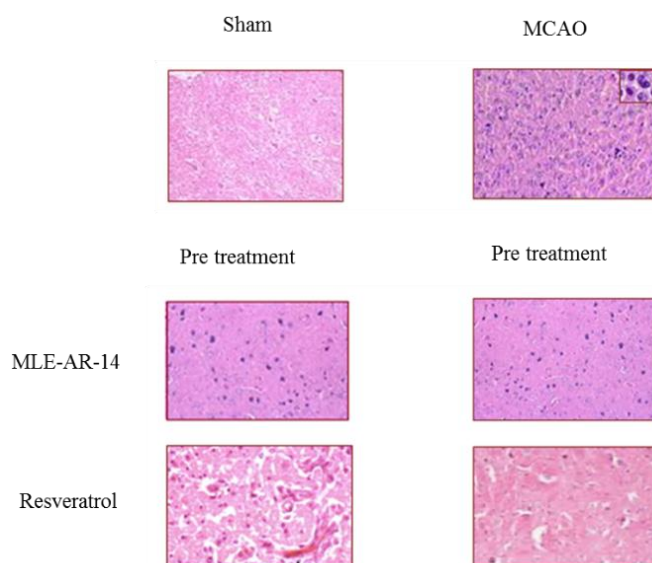 Sham
MCAO
Pre treatment
Pre treatment
MLE-AR-14
Resveratrol